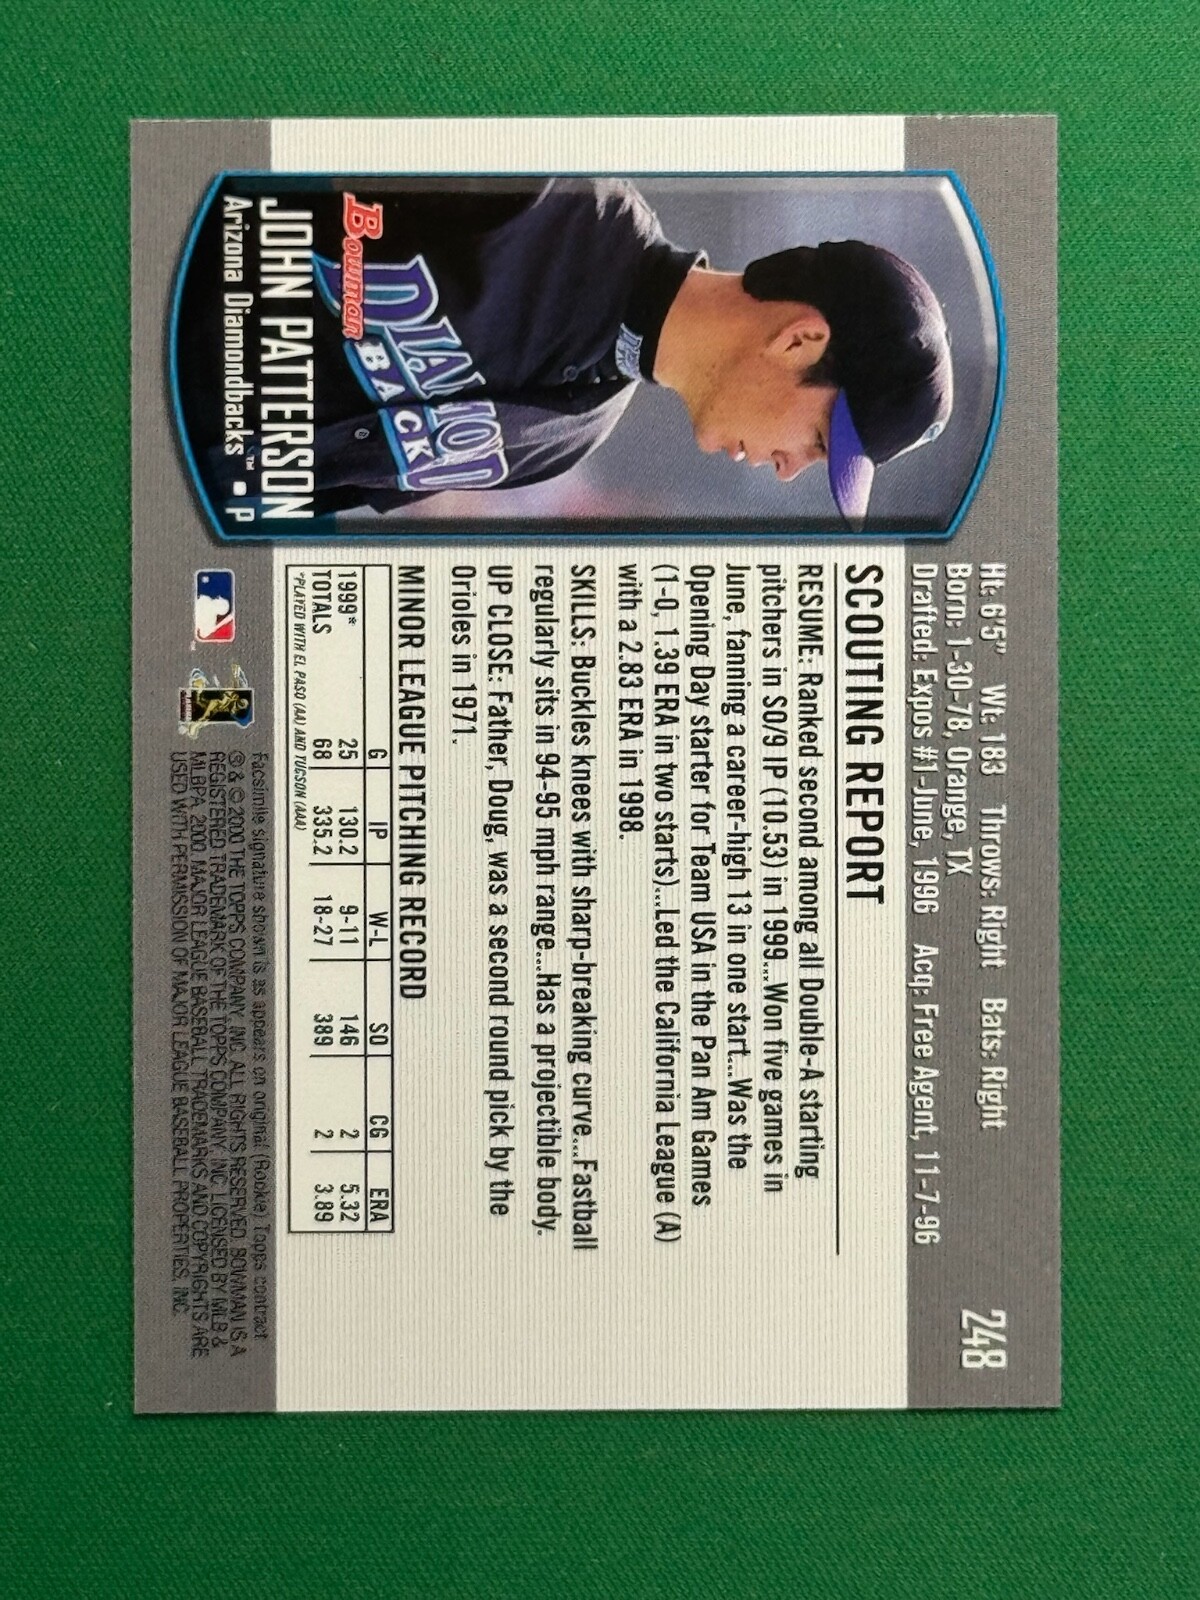 Ht: 6'5" Wt: 183 Throws: Right Bats: Right
Born: 1-30-78, Orange, TX
Drafted: Expos #1-June, 1996 Acq: Free Agent, 11-7-96
248
DIAMOND
BACK
Bowman
JOHN PATTERSON
Arizona Diamondbacks™ ▪ P
SCOUTING REPORT
RESUME: Ranked second among all Double-A starting
pitchers in SO/9 IP (10.53) in 1999...Won five games in
June, fanning a career-high 13 in one start...Was the
Opening Day starter for Team USA in the Pan Am Games
(1-0, 1.39 ERA in two starts)...Led the California League (A)
with a 2.83 ERA in 1998.
SKILLS: Buckles knees with sharp-breaking curve...Fastball
regularly sits in 94-95 mph range...Has a projectible body.
UP CLOSE: Father, Doug, was a second round pick by the
Orioles in 1971.
MINOR LEAGUE PITCHING RECORD
G IP W-L SO CG ERA
1999* 25 130.2 9-11 146 2 5.32
TOTALS 68 335.2 18-27 389 2 3.89
*PLAYED WITH EL PASO (AA) AND TUCSON (AAA)
Facsimile signature shown is as appears on original (Rookie) Topps contract
® & © 2000 THE TOPPS COMPANY, INC. ALL RIGHTS RESERVED. BOWMAN IS A
REGISTERED TRADEMARK OF THE TOPPS COMPANY, INC. LICENSED BY MLB &
MLBPA, 2000. MAJOR LEAGUE BASEBALL TRADEMARKS AND COPYRIGHTS ARE
USED WITH PERMISSION OF MAJOR LEAGUE BASEBALL PROPERTIES, INC.